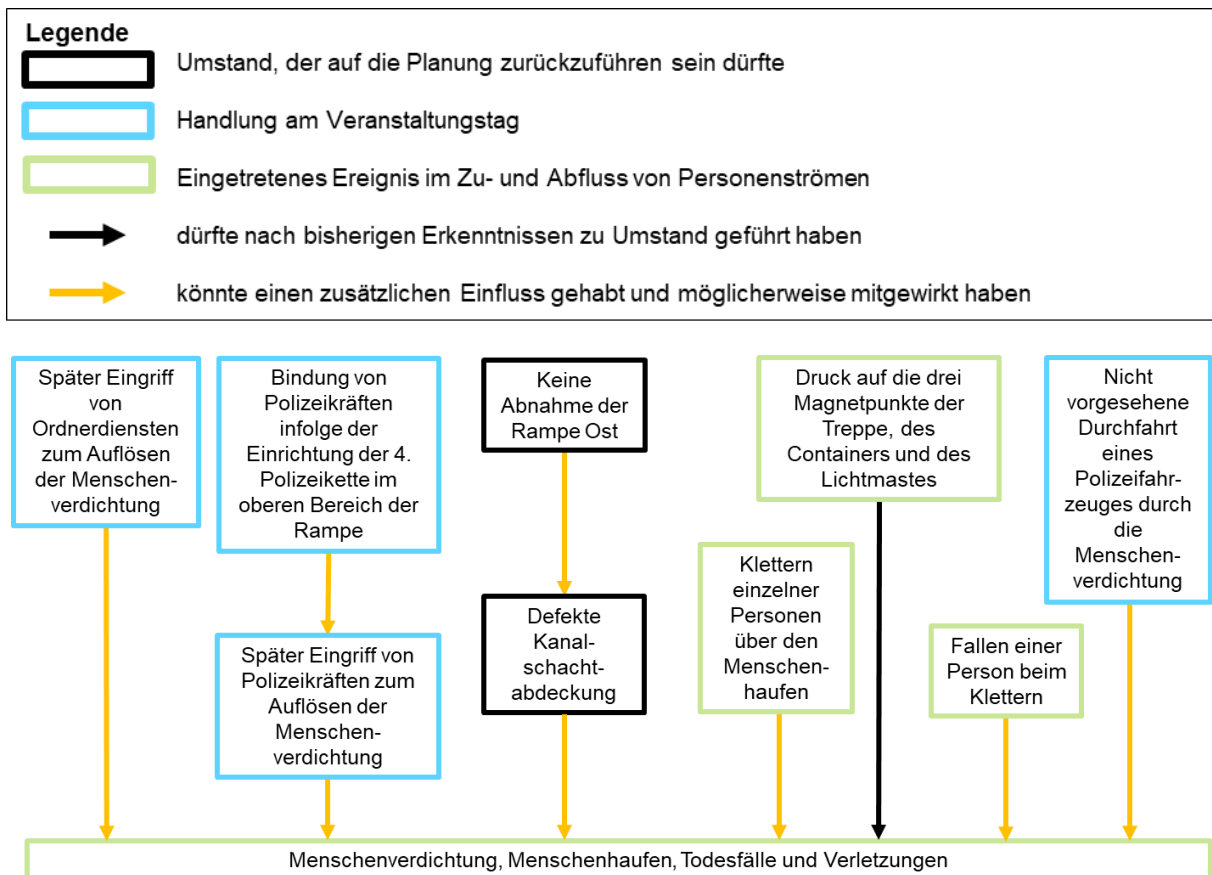 Legende
Umstand, der auf die Planung zurückzuführen sein dürfte
Handlung am Veranstaltungstag
Eingetretenes Ereignis im Zu- und Abfluss von Personenströmen
dürfte nach bisherigen Erkenntnissen zu Umstand geführt haben
könnte einen zusätzlichen Einfluss gehabt und möglicherweise mitgewirkt haben
Später Eingriff
von
Ordnerdiensten
zum Auflösen
der Menschen-
verdichtung
Bindung von
Polizeikräften
infolge der
Einrichtung der 4.
Polizeikette im
oberen Bereich der
Rampe
Später Eingriff von
Polizeikräften zum
Auflösen der
Menschen-
verdichtung
Keine
Abnahme der
Rampe Ost
Defekte
Kanal-
schacht-
abdeckung
Druck auf die drei
Magnetpunkte der
Treppe, des
Containers und des
Lichtmastes
Klettern
einzelner
Personen
über den
Menschen-
haufen
Fallen einer
Person beim
Klettern
Nicht
vorgesehene
Durchfahrt
eines
Polizeifahr-
zeuges durch
die
Menschen-
verdichtung
Menschenverdichtung, Menschenhaufen, Todesfälle und Verletzungen